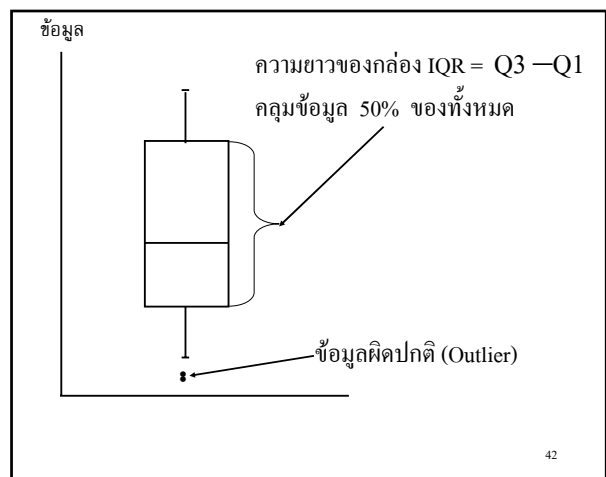 ข้อมูล
ความยาวของกล่อง IQR = Q3 –Q1
คลุมข้อมูล 50% ของทั้งหมด
ข้อมูลผิดปกติ (Outlier)
42